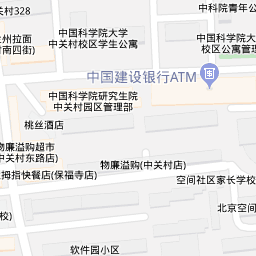 中关村328
中科院青年公
中国科学院大学
中关村校区学生公寓
州拉面
村南四街)
中国科学
校区公寓管理
中国建设银行ATM
中国科学院研究生院
中关村园区管理部
桃丝酒店
物廉溢购超市
中关村东路店)
物廉溢购(中关村店)
拇指快餐店(保福寺店)
空间社区家长学校
校)
北京空间
软件园小区